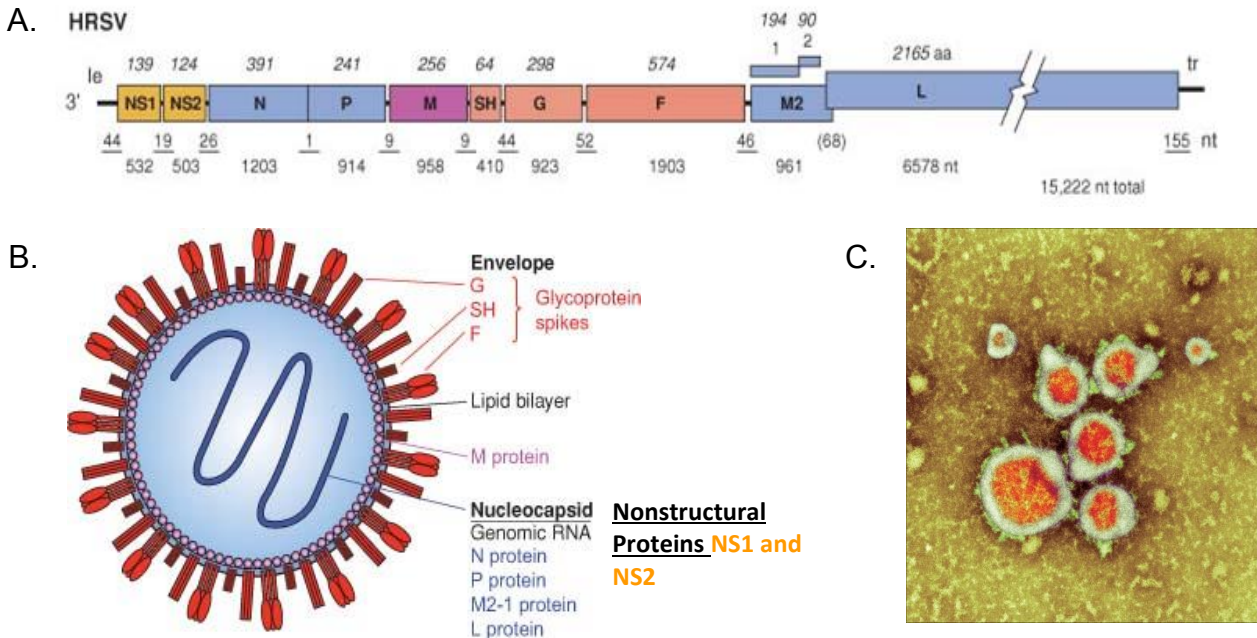 A.
HRSV
194 90
1 2
139 124 391 241 256 64 298 574 2165 aa
le tr
3' NS1 NS2 N P M SH G F M2 L
44 19 26 1 9 9 44 52 46 (68) 155 nt
532 503 1203 914 958 410 923 1903 961 6578 nt
15,222 nt total
B.
Envelope
G
SH
F
Glycoprotein
spikes
Lipid bilayer
M protein
Nucleocapsid
Genomic RNA
N protein
P protein
M2-1 protein
L protein
Nonstructural
Proteins NS1 and
NS2
C.